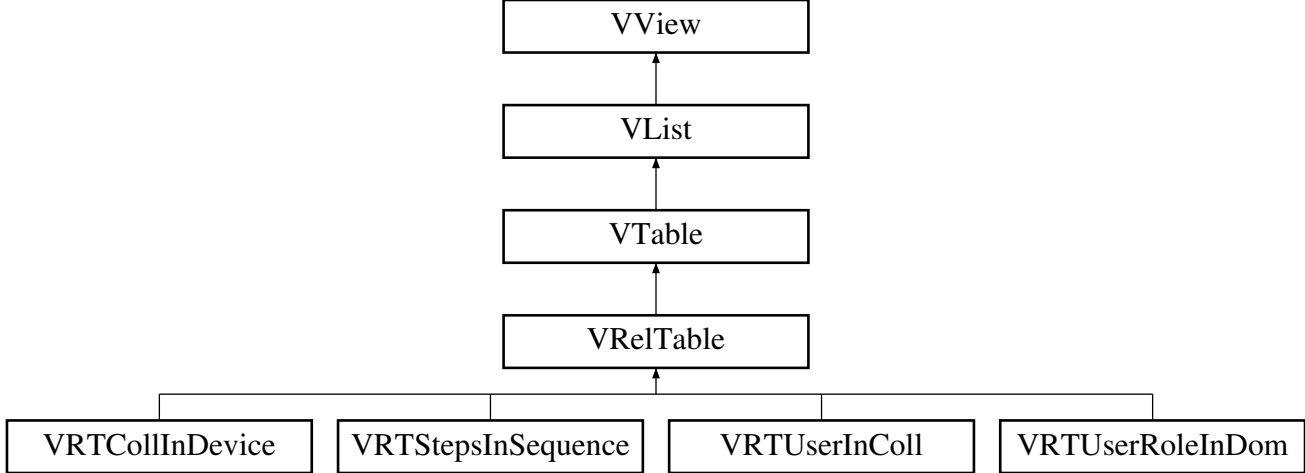 VView
VList
VTable
VRelTable
VRTCollInDevice
VRTStepsInSequence
VRTUserInColl
VRTUserRoleInDom